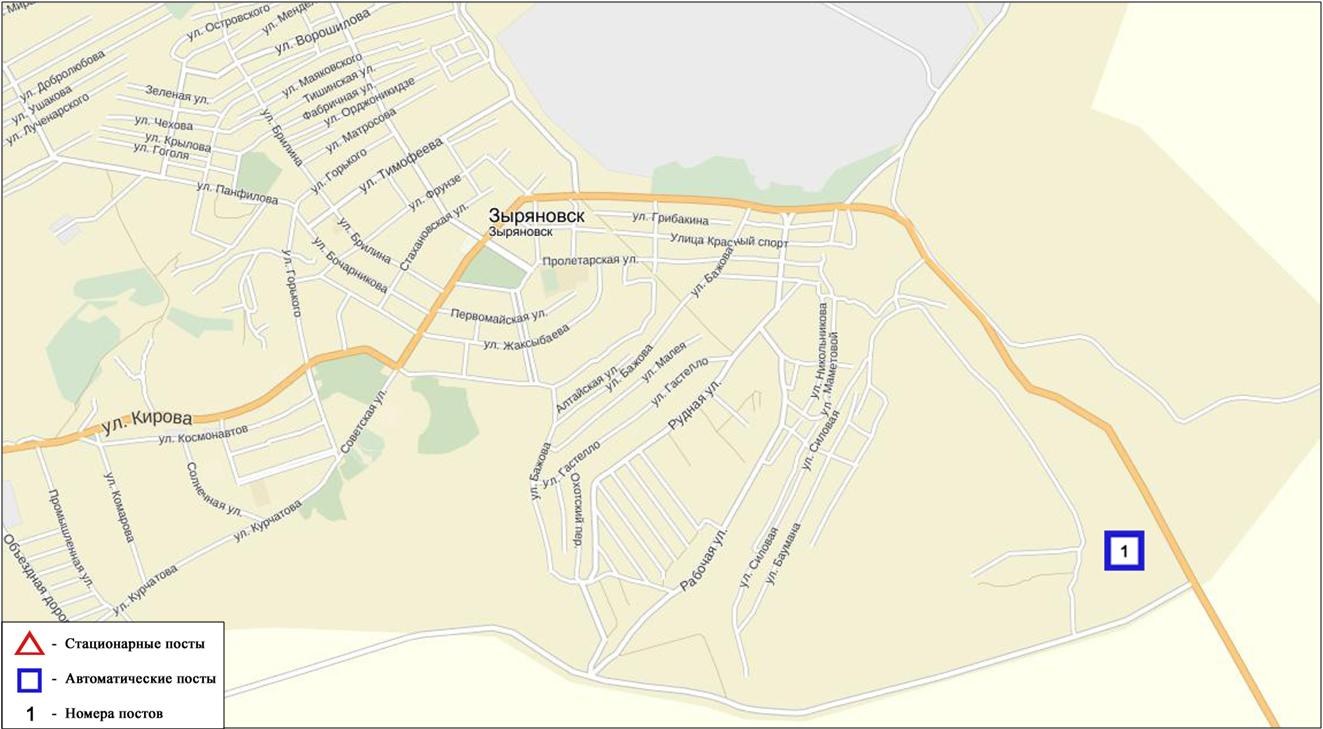 ул. Островского
ул. Ворошилова
ул. Добролюбова
ул. Ушакова
ул. Луначарского
Зеленая ул.
ул. Чехова
ул. Крылова
ул. Гоголя
ул. Маяковского
Тишинская ул.
Фабричная ул.
ул. Орджоникидзе
ул. Матросова
ул. Брилина
ул. Горького
ул. Тимофеева
ул. Панфилова
ул. Фрунзе
Стахановская ул.
ул. Брилина
ул. Бочарникова
ул. Горького
Зыряновск
Зыряновск
ул. Грибакина
Улица Красный спорт
Пролетарская ул.
ул. Бажова
Первомайская ул.
ул. Жаксыбаева
Алтайская ул.
ул. Бажова
ул. Малея
ул. Гастелло
Рудная ул.
ул. Никольникова
ул. Маметовой
ул. Силовая
ул. Кирова
ул. Космонавтов
Советская ул.
Солнечная ул.
ул. Комарова
Промышленная ул.
ул. Курчатова
ул. Курчатова
ул. Бажова
ул. Гастелло
Охотский пер.
Рабочая ул.
ул. Силовая
ул. Баумана
1
- Стационарные посты
- Автоматические посты
1 - Номера постов